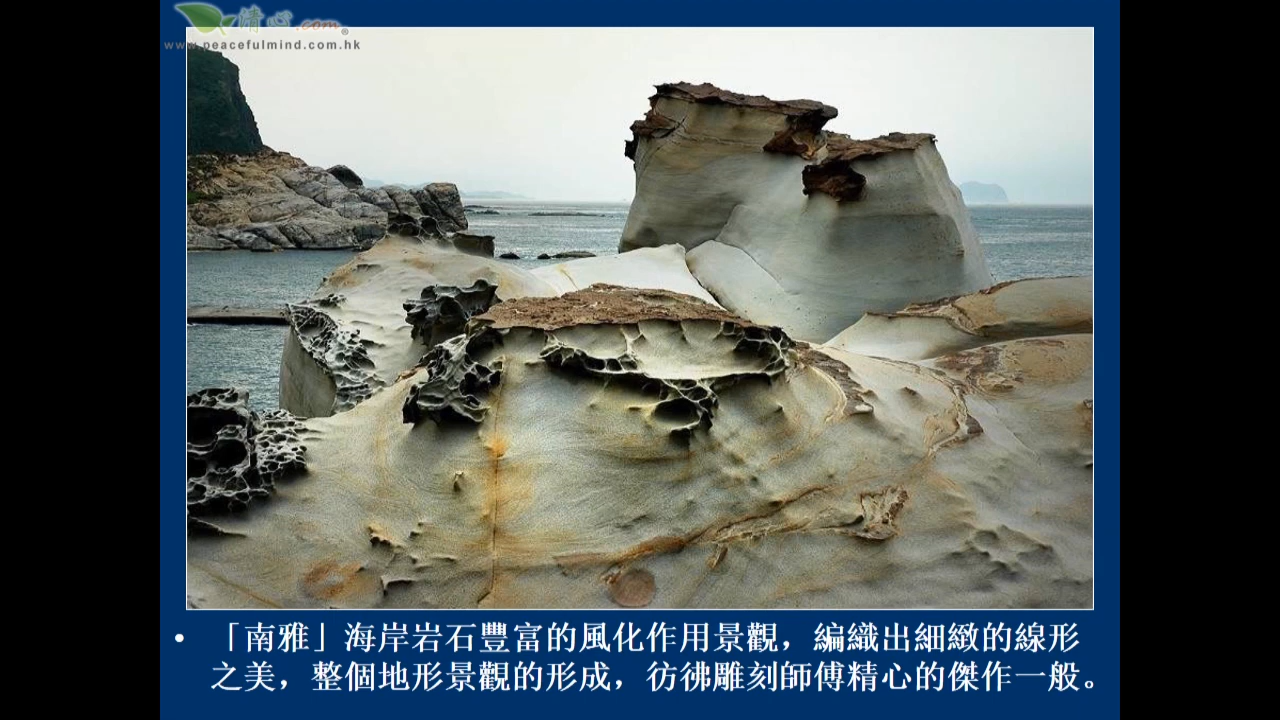 清心.com
www.peacefulmind.com.hk
• 「南雅」海岸岩石豐富的風化作用景觀，編織出細緻的線形
之美，整個地形景觀的形成，彷彿雕刻師傅精心的傑作一般。